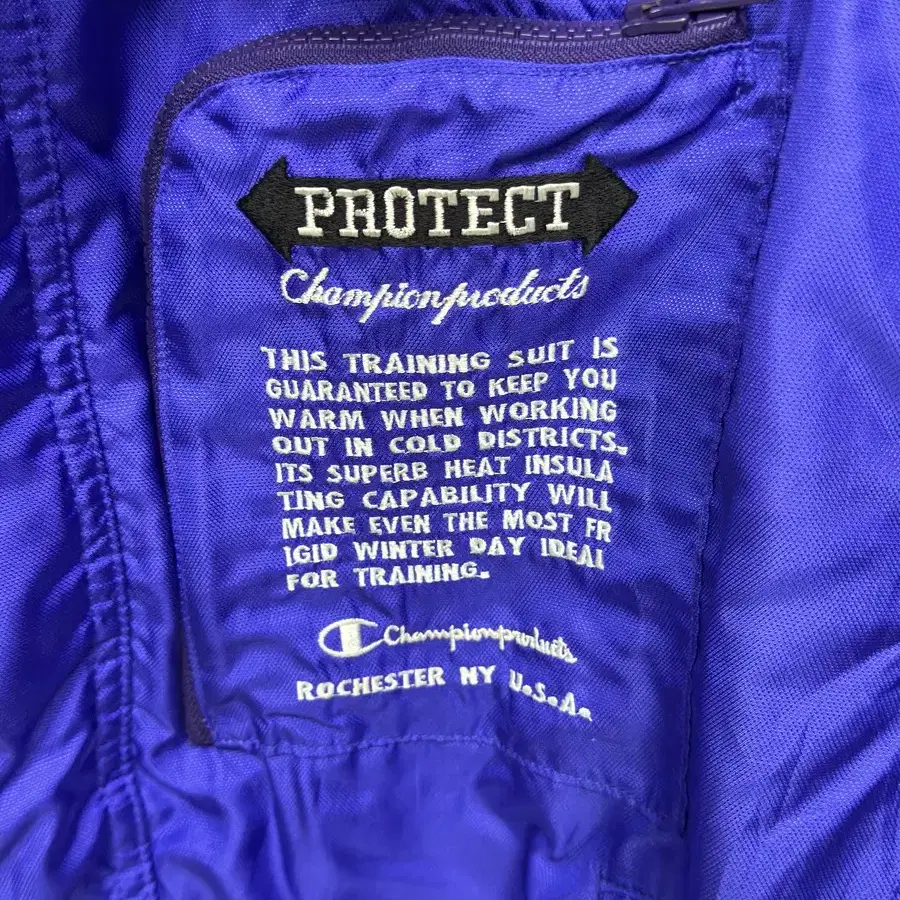 PROTECT
Championproducts
THIS TRAINING SUIT IS
GUARANTEED TO KEEP YOU
WARM WHEN WORKING
OUT IN COLD DISTRICTS.
ITS SUPERB HEAT INSULA
TING CAPABILITY WILL
MAKE EVEN THE MOST FR
IGID WINTER DAY IDEAL
FOR TRAINING.
Championproducts
ROCHESTER NY U.S.A.